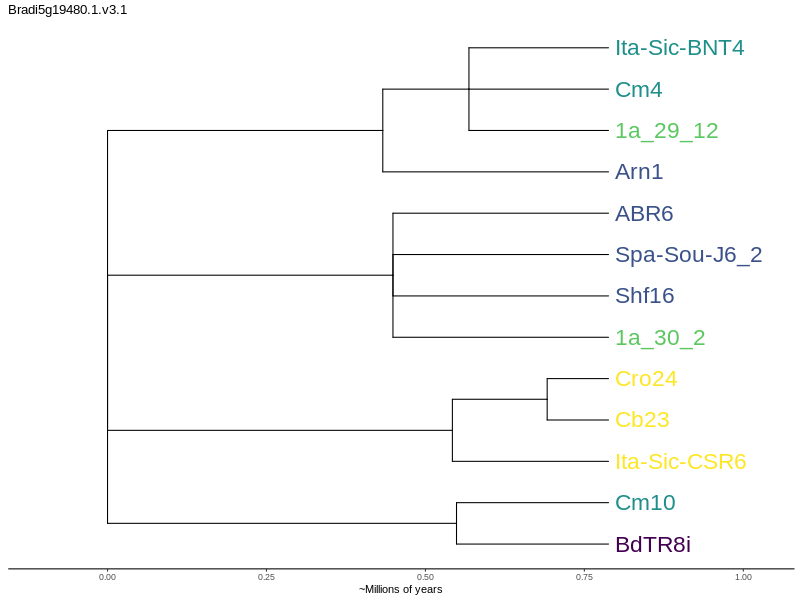 Bradi5g19480.1.v3.1
Ita-Sic-BNT4
Cm4
1a_29_12
Arn1
ABR6
Spa-Sou-J6_2
Shf16
1a_30_2
Cro24
Cb23
Ita-Sic-CSR6
Cm10
BdTR8i
0.00 0.25 0.50 0.75 1.00
~Millions of years